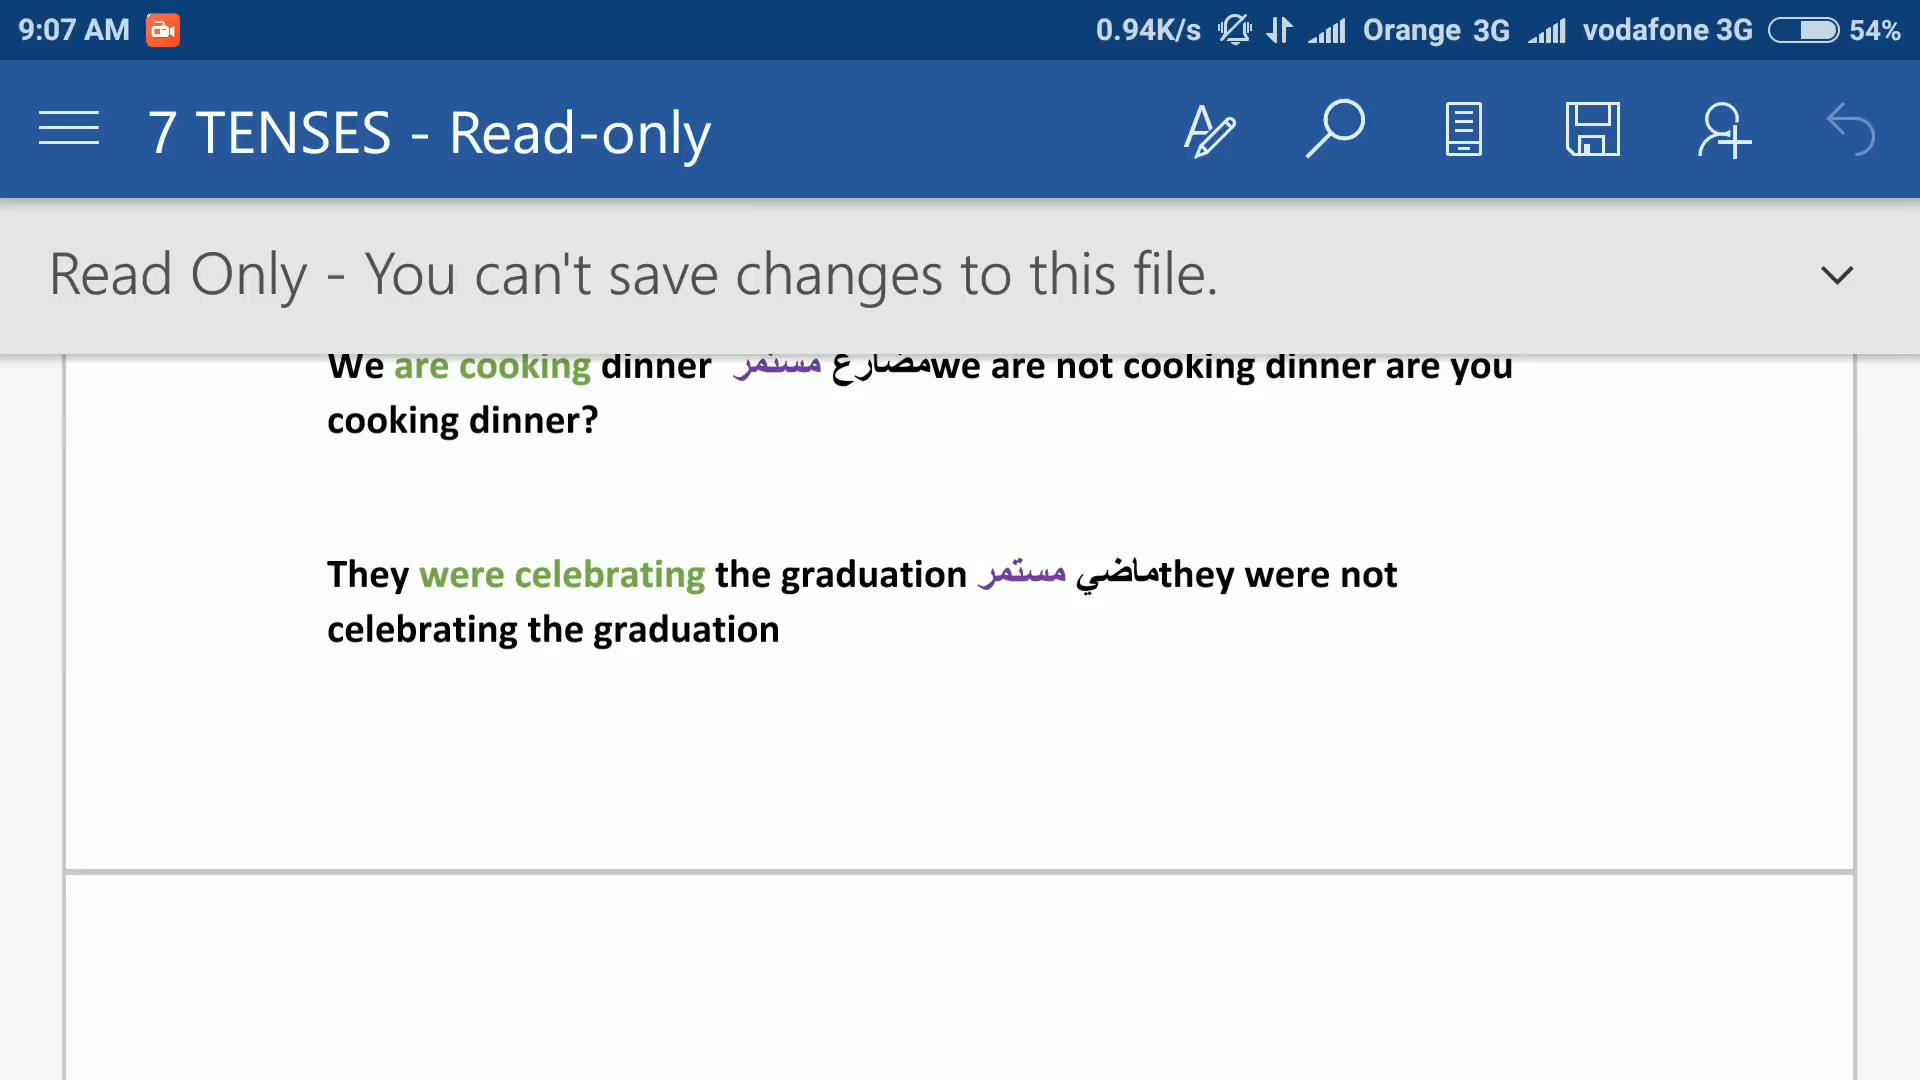 9:07 AM 0.94K/s Orange 3G vodafone 3G 54%
7 TENSES - Read-only
Read Only - You can't save changes to this file.
We are cooking dinner مضارع مستمر we are not cooking dinner are you
cooking dinner?
They were celebrating the graduation ماضي مستمر they were not
celebrating the graduation